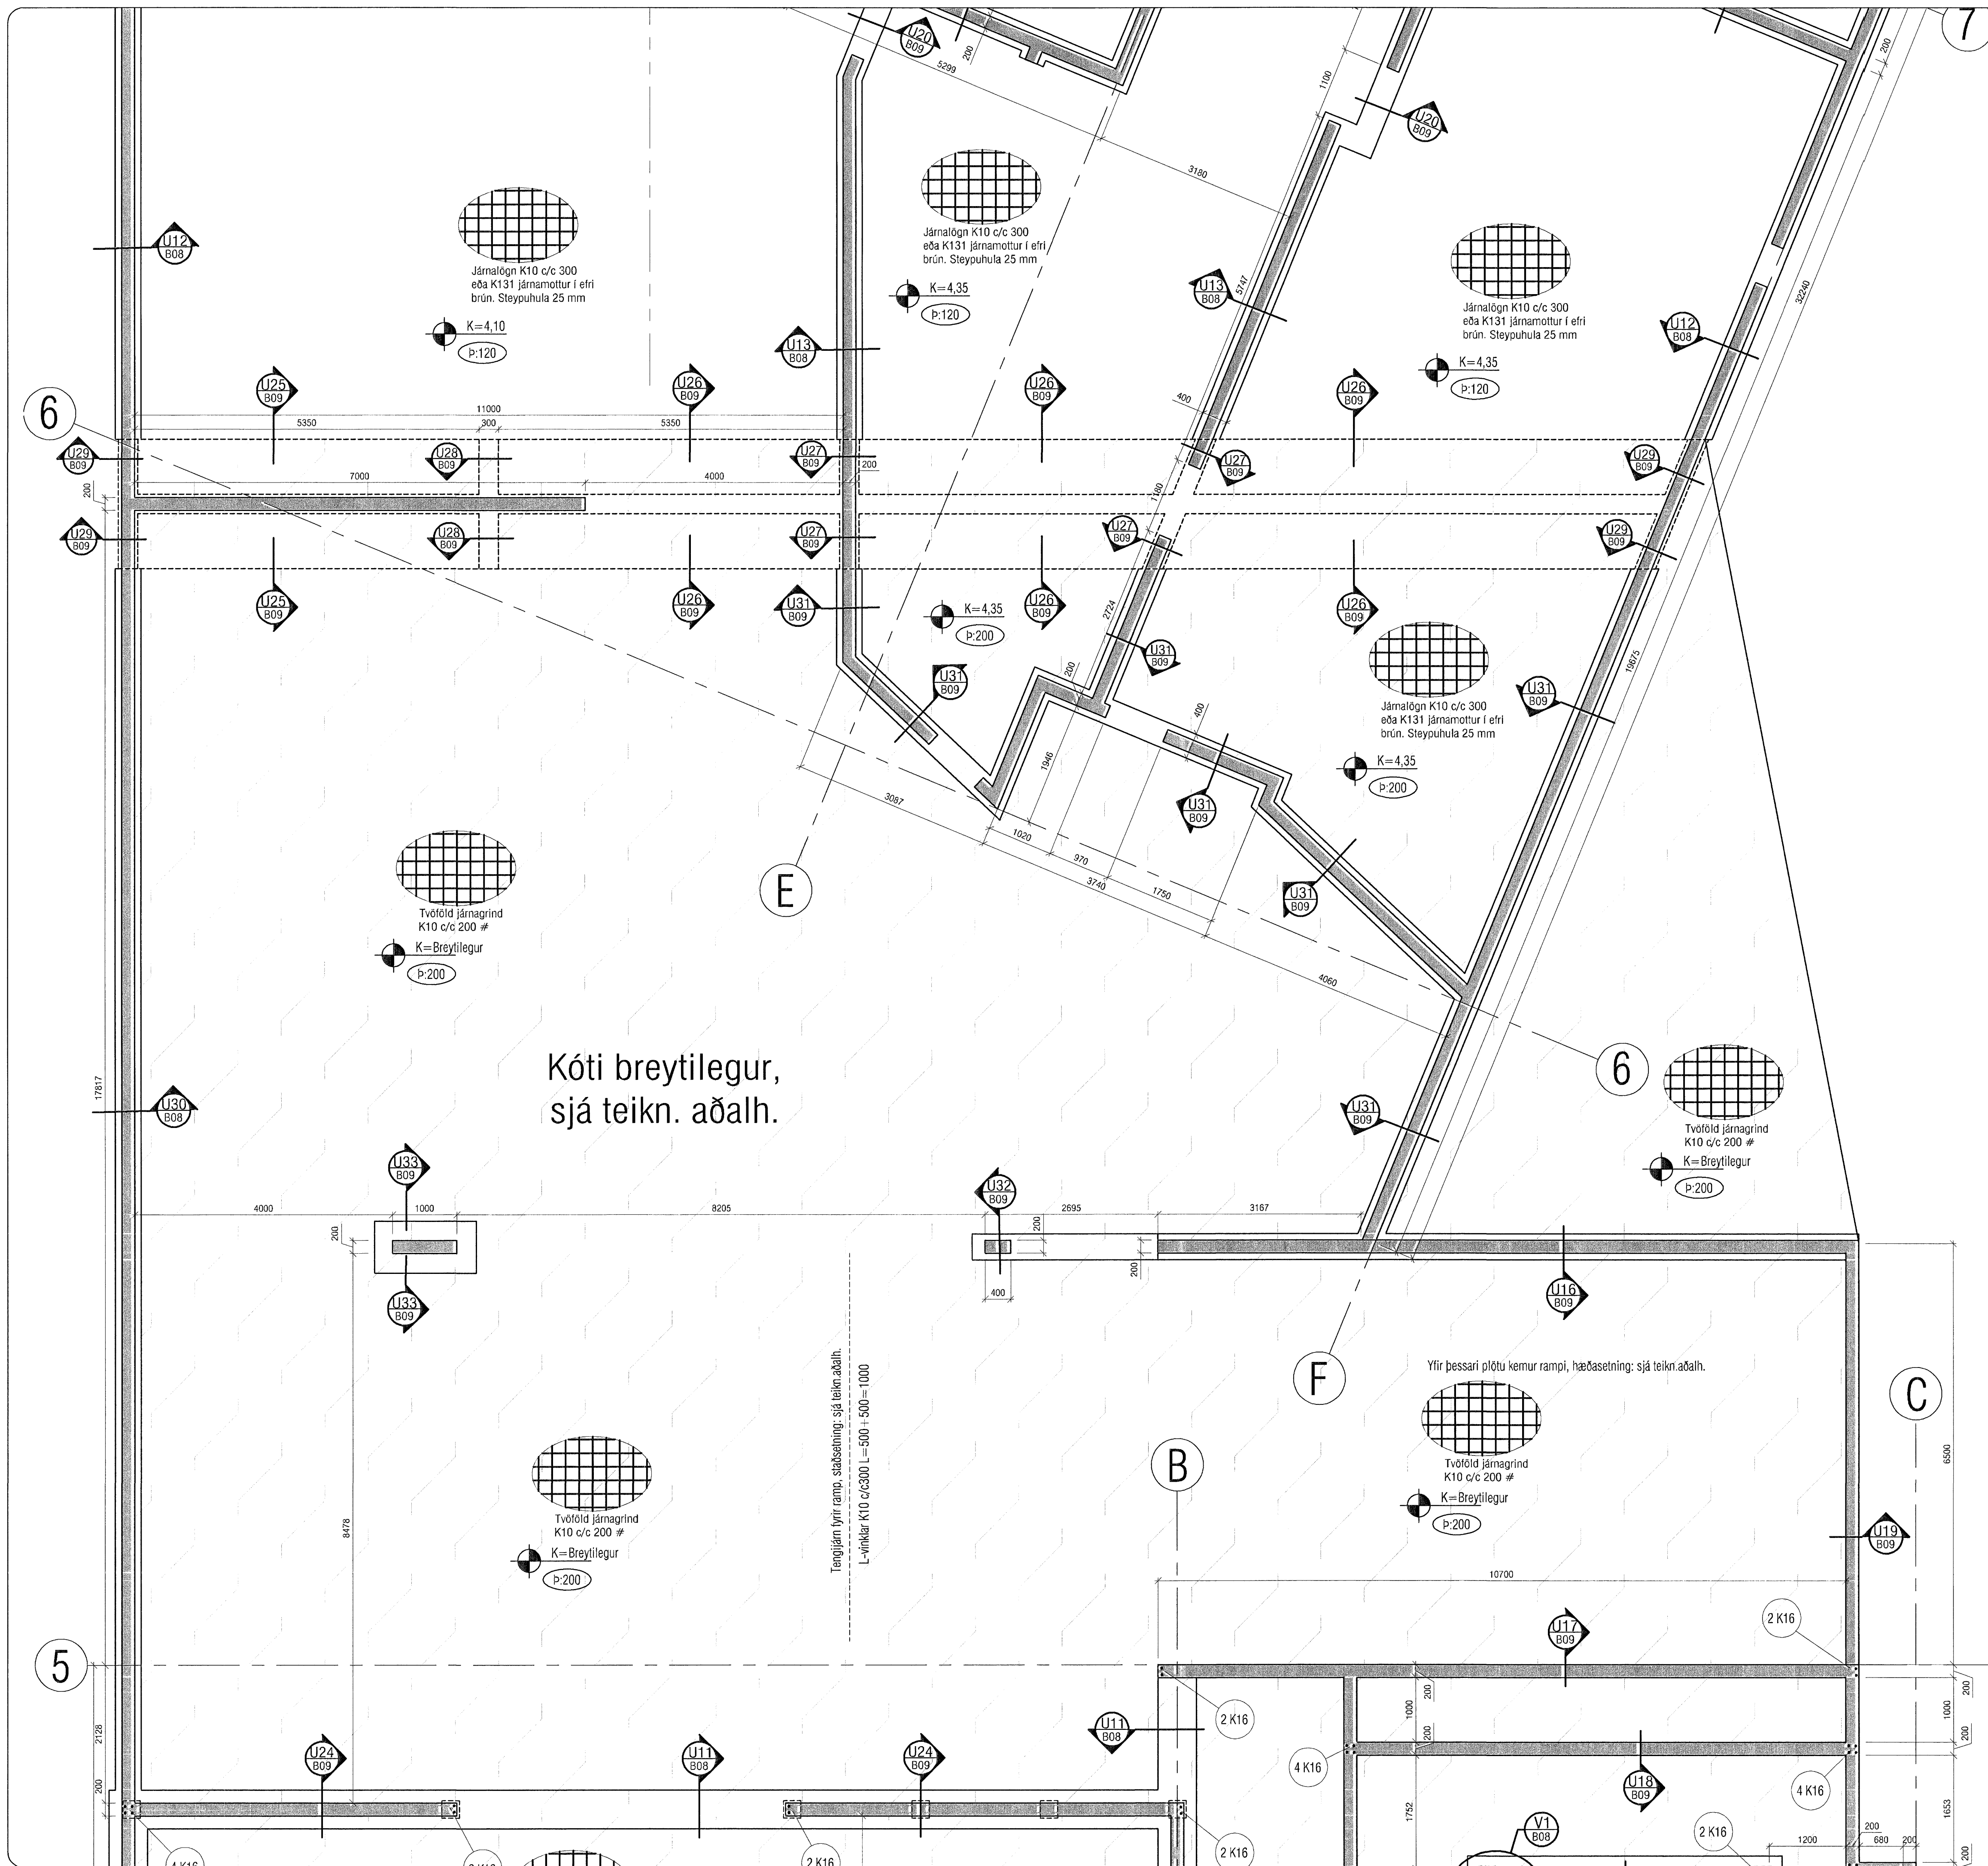 7
U20
B09
5299
200
1100
200
U20
B09
3180
Járnalögn K10 c/c 300
eða K131 járnamottur í efri
brún. Steypuhula 25 mm
K=4,35
Þ:120
U12
B08
Járnalögn K10 c/c 300
eða K131 járnamottur í efri
brún. Steypuhula 25 mm
K=4,10
Þ:120
U13
B08
5747
Járnalögn K10 c/c 300
eða K131 járnamottur í efri
brún. Steypuhula 25 mm
K=4,35
Þ:120
32240
U12
B08
U13
B08
6
U25
B09
U26
B09
U26
B09
U26
B09
11000
5350
300
5350
400
U29
B09
U28
B09
U27
B09
200
U27
B09
U29
B09
7000
4000
200
1180
U29
B09
U28
B09
U27
B09
U27
B09
U29
B09
U25
B09
U26
B09
U31
B09
K=4,35
Þ:200
U26
B09
2724
U26
B09
U31
B09
U31
B09
200
Járnalögn K10 c/c 300
eða K131 járnamottur í efri
brún. Steypuhula 25 mm
K=4,35
Þ:200
U31
B09
19675
400
1946
3087
U31
B09
1020
970
3740
1750
U31
B09
4060
E
Tvöföld járnagrind
K10 c/c 200 #
K=Breytilegur
Þ:200
Kóti breytilegur,
sjá teikn. aðalh.
17817
U30
B08
6
U31
B09
Tvöföld járnagrind
K10 c/c 200 #
K=Breytilegur
Þ:200
U33
B09
U32
B09
4000
1000
8205
2695
3167
200
200
200
400
U33
B09
U16
B09
F
C
Yfir þessari plötu kemur rampi, hæðasetning: sjá teikn.aðalh.
Tengijárn fyrir ramp, staðsetning: sjá teikn.aðalh.
L-vinklar K10 c/c300 L=500+500=1000
Tvöföld járnagrind
K10 c/c 200 #
K=Breytilegur
Þ:200
B
6500
8478
Tvöföld járnagrind
K10 c/c 200 #
K=Breytilegur
Þ:200
U19
B09
10700
2 K16
U17
B09
5
200
1000
200
200
1000
200
2 K16
U11
B08
2128
U24
B09
U11
B08
U24
B09
4 K16
U18
B09
4 K16
200
1752
1653
V1
B08
2 K16
2 K16
1200
200
680
200
200
4 K16
2 K16